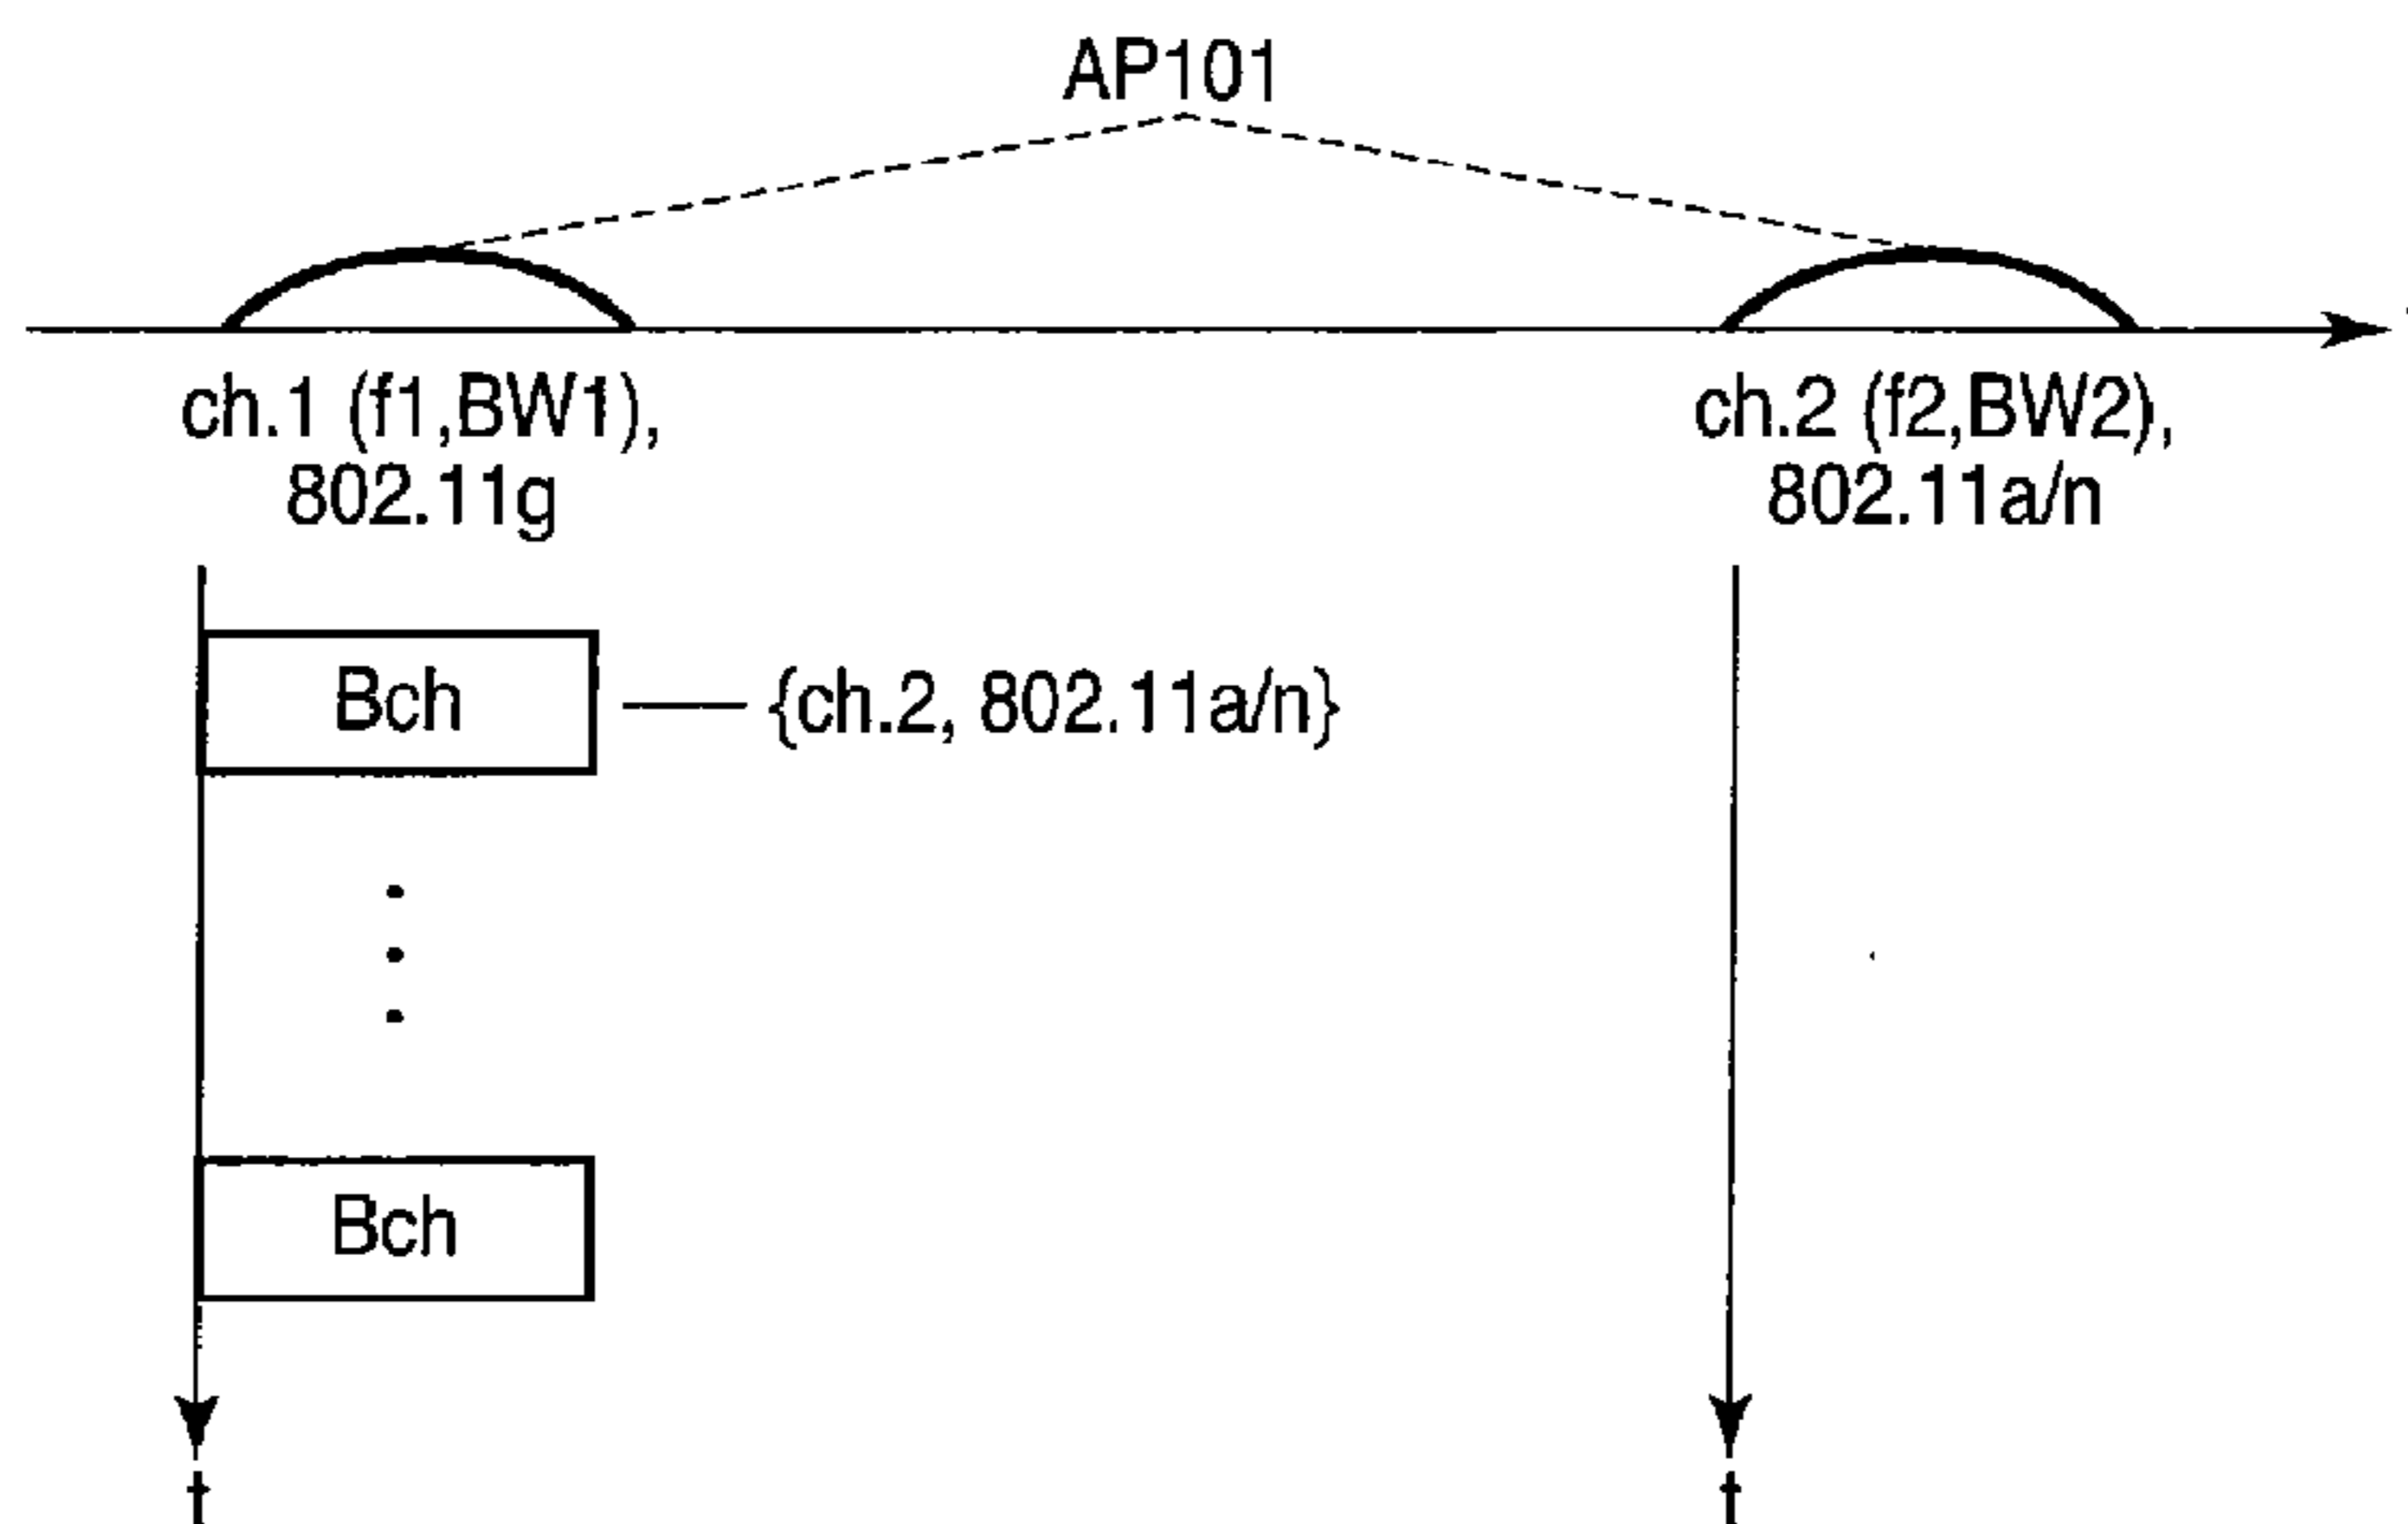 AP101
ch.1 (f1,BW1),
802.11g
ch.2 (f2,BW2),
802.11a/n
Bch
{ch.2, 802.11a/n}
Bch
t
t